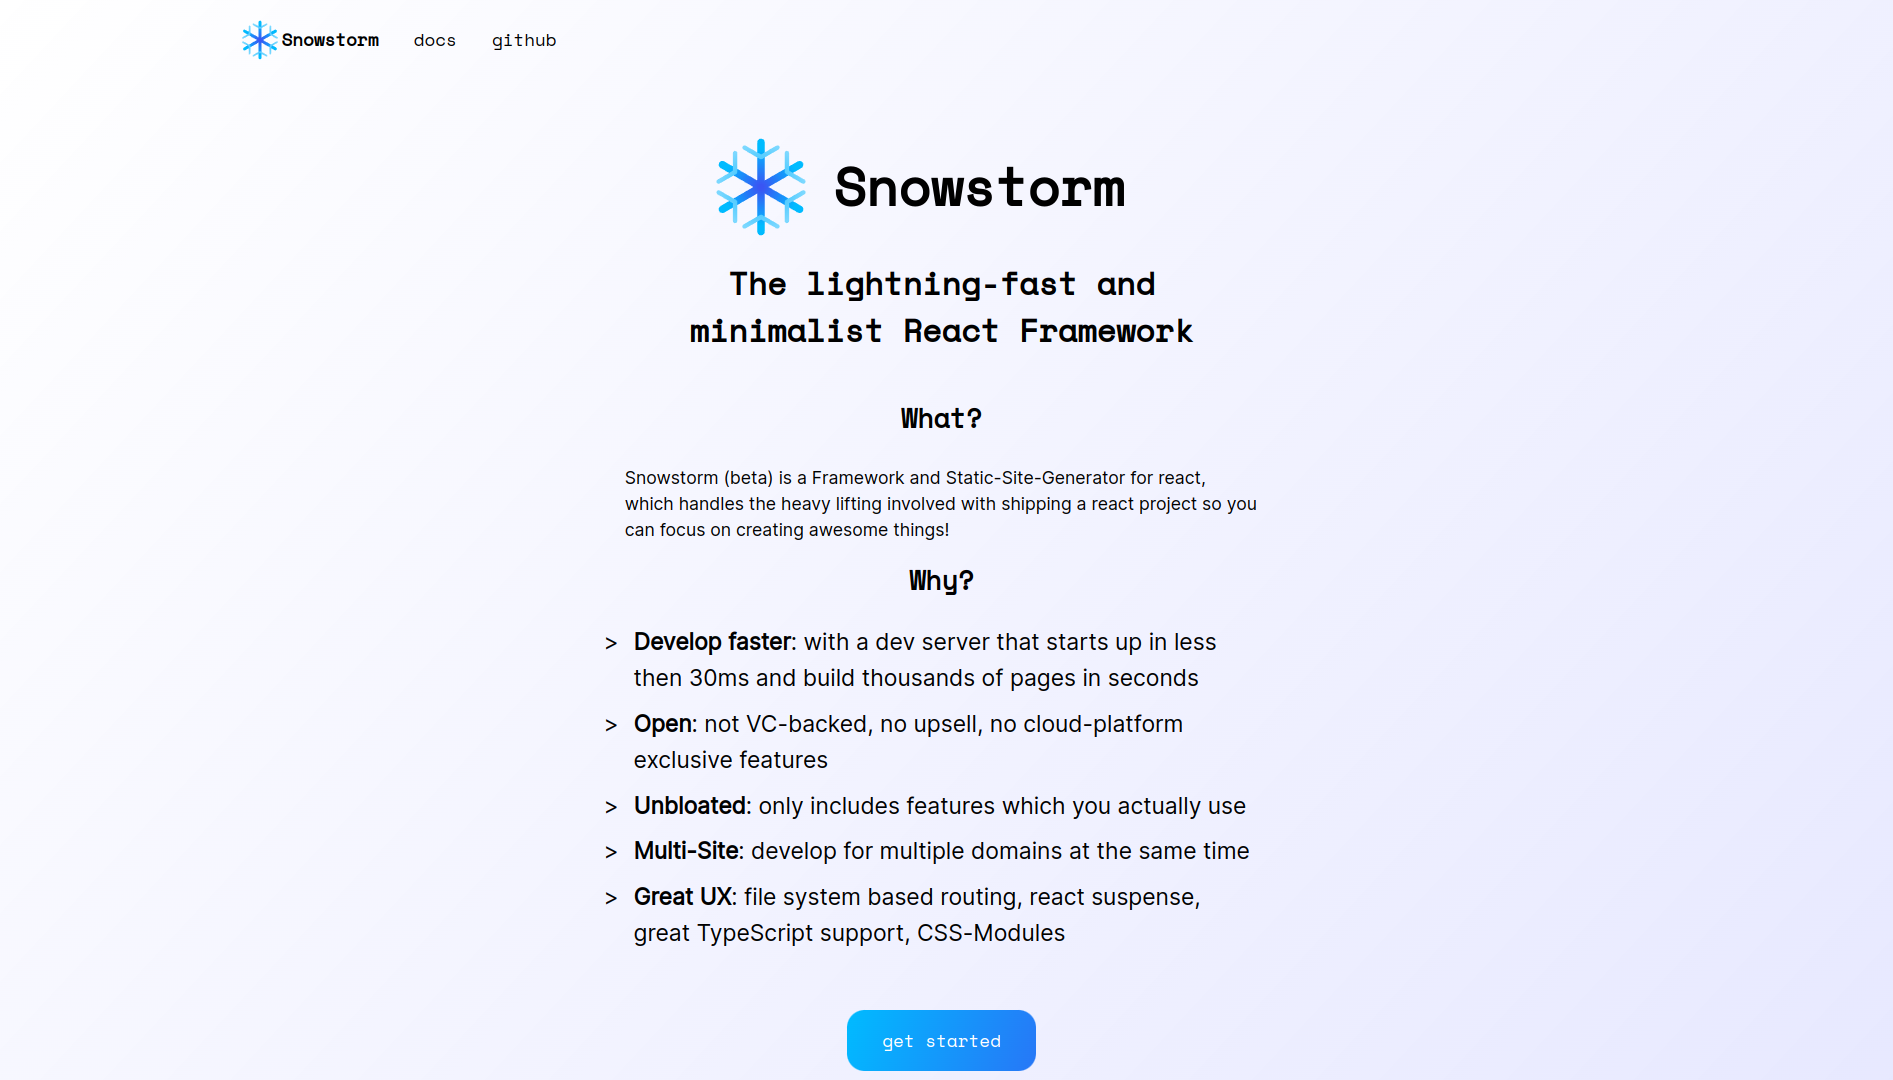 Snowstorm docs github
Snowstorm
The lightning-fast and
minimalist React Framework
What?
Snowstorm (beta) is a Framework and Static-Site-Generator for react,
which handles the heavy lifting involved with shipping a react project so you
can focus on creating awesome things!
Why?
> Develop faster: with a dev server that starts up in less
then 30ms and build thousands of pages in seconds
> Open: not VC-backed, no upsell, no cloud-platform
exclusive features
> Unbloated: only includes features which you actually use
> Multi-Site: develop for multiple domains at the same time
> Great UX: file system based routing, react suspense,
great TypeScript support, CSS-Modules
get started